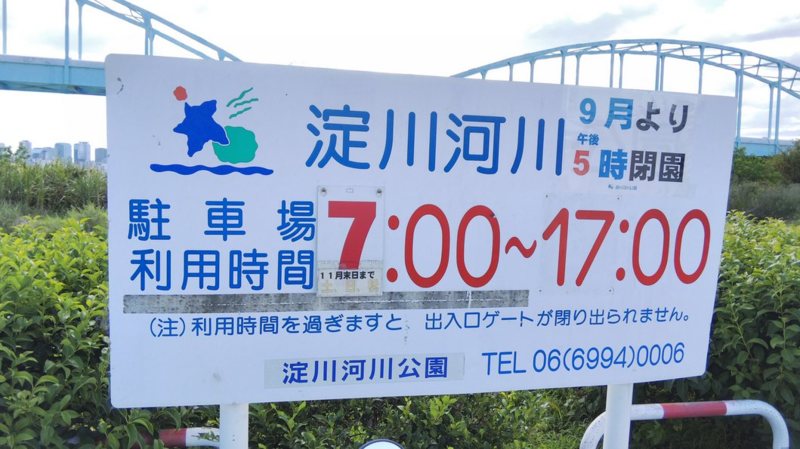 淀川河川
9月より
午後
5時閉園
駐車場
利用時間
7:00~17:00
11月末日まで
(注)利用時間を過ぎますと、出入口ゲートが閉り出られません。
淀川河川公園
TEL 06(6994)0006